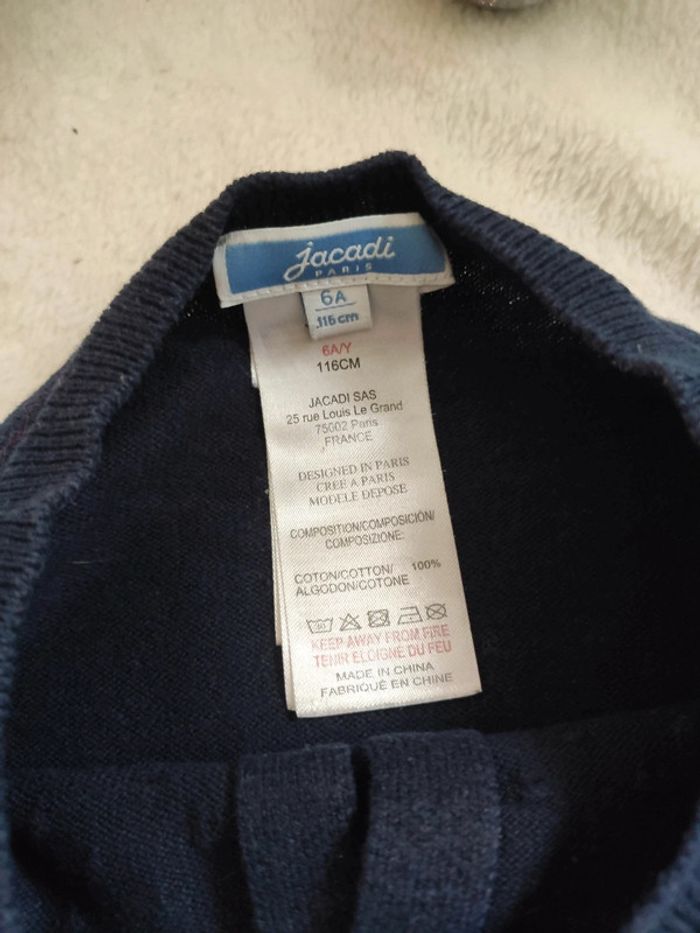 jacadi
PARIS
6A
116 cm
6A/Y
116CM
JACADI SAS
25 rue Louis Le Grand
75002 Paris
FRANCE
DESIGNED IN PARIS
CREE A PARIS
MODELE DEPOSE
COMPOSITION/COMPOSICIÓN/
COMPOSIZIONE:
COTON/COTTON/ 100%
ALGODON/COTONE
KEEP AWAY FROM FIRE
TENIR ELOIGNE DU FEU
MADE IN CHINA
FABRIQUÉ EN CHINE